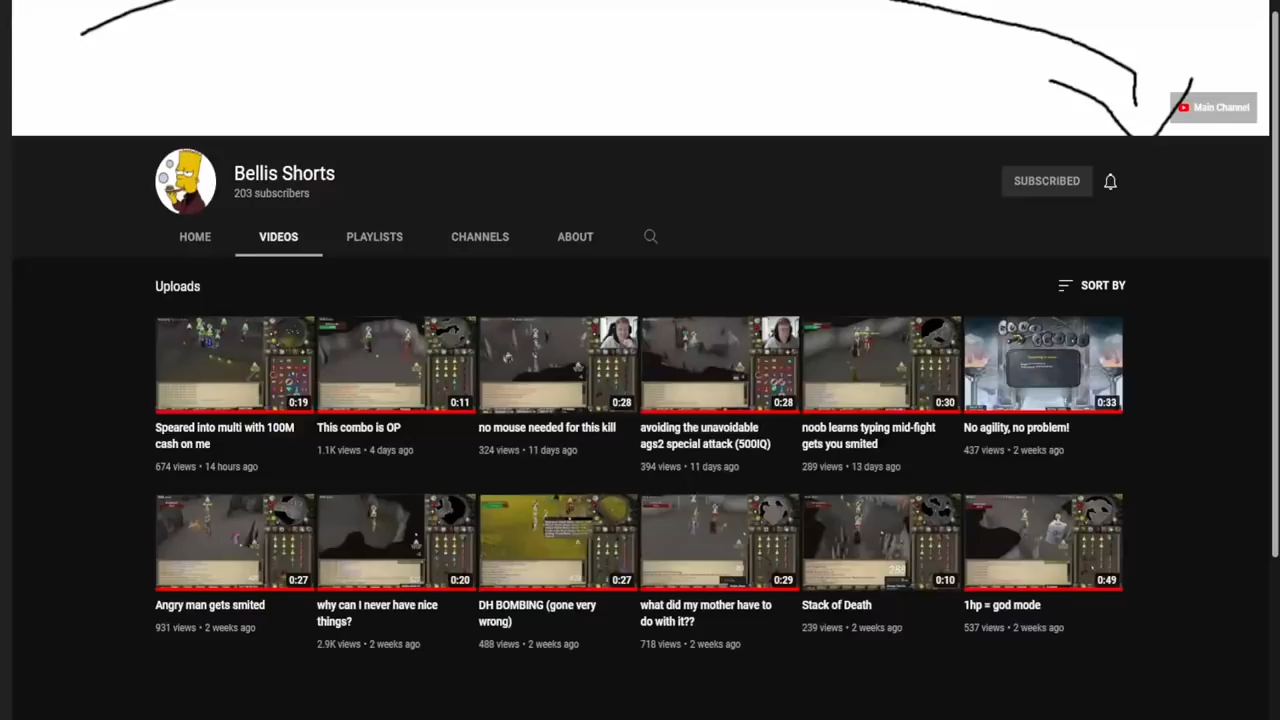 Main Channel
Bellis Shorts
203 subscribers
SUBSCRIBED
HOME VIDEOS PLAYLISTS CHANNELS ABOUT
Uploads
SORT BY
0:19 0:11 0:28 0:28 0:30 0:33
Speared into multi with 100M
cash on me
674 views • 14 hours ago
This combo is OP
1.1K views • 4 days ago
no mouse needed for this kill
324 views • 11 days ago
avoiding the unavoidable
ags2 special attack (500IQ)
394 views • 11 days ago
noob learns typing mid-fight
gets you smited
289 views • 13 days ago
No agility, no problem!
437 views • 2 weeks ago
0:27 0:20 0:27 0:29 0:10 0:49
Angry man gets smited
931 views • 2 weeks ago
why can I never have nice
things?
2.9K views • 2 weeks ago
DH BOMBING (gone very
wrong)
488 views • 2 weeks ago
what did my mother have to
do with it??
718 views • 2 weeks ago
Stack of Death
239 views • 2 weeks ago
1hp = god mode
537 views • 2 weeks ago